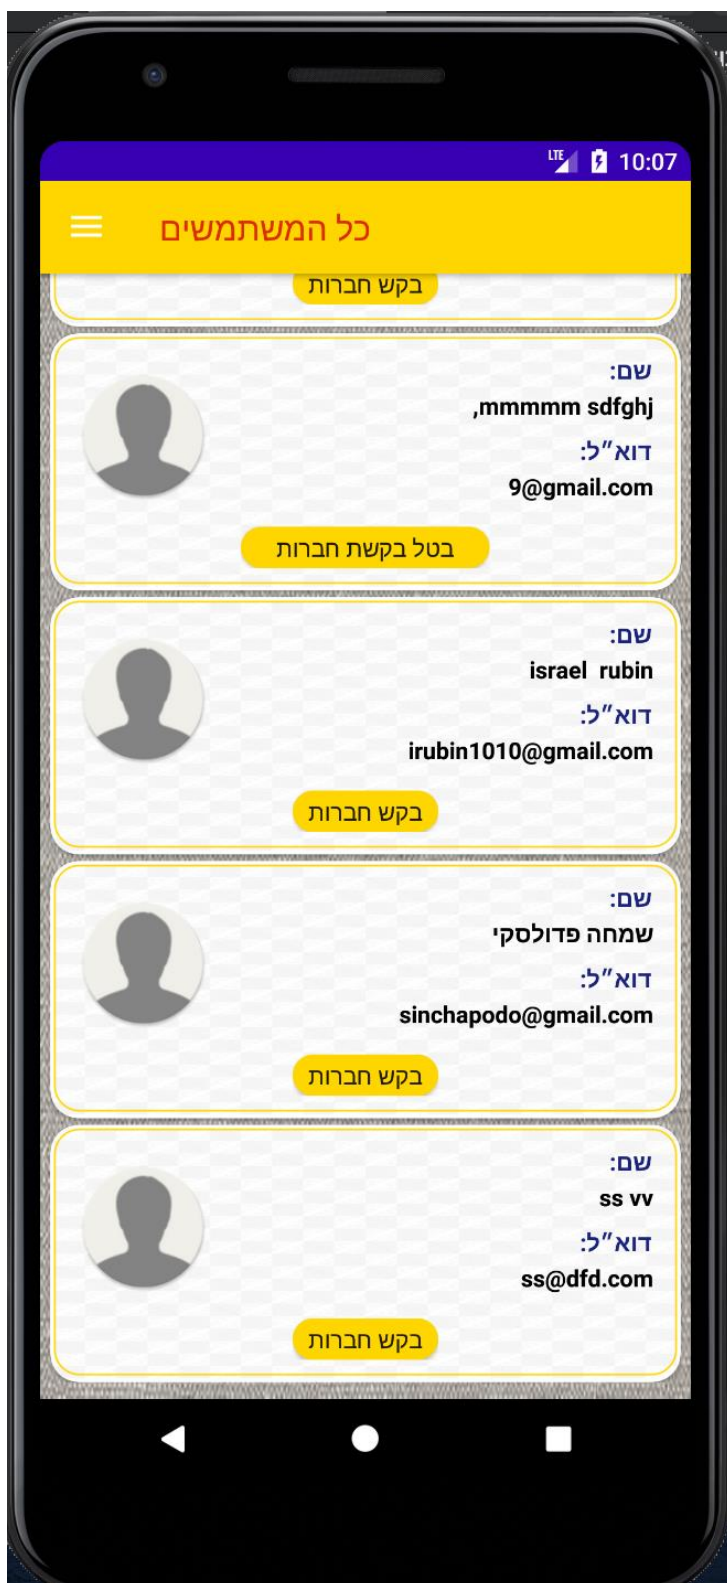 LTE 10:07
כל המשתמשים
בקש חברות
שם:
mmmmm sdfghj,
דוא״ל:
9@gmail.com
בטל בקשת חברות
שם:
israel  rubin
דוא״ל:
irubin1010@gmail.com
בקש חברות
שם:
שמחה פדולסקי
דוא״ל:
sinchapodo@gmail.com
בקש חברות
שם:
ss vv
דוא״ל:
ss@dfd.com
בקש חברות